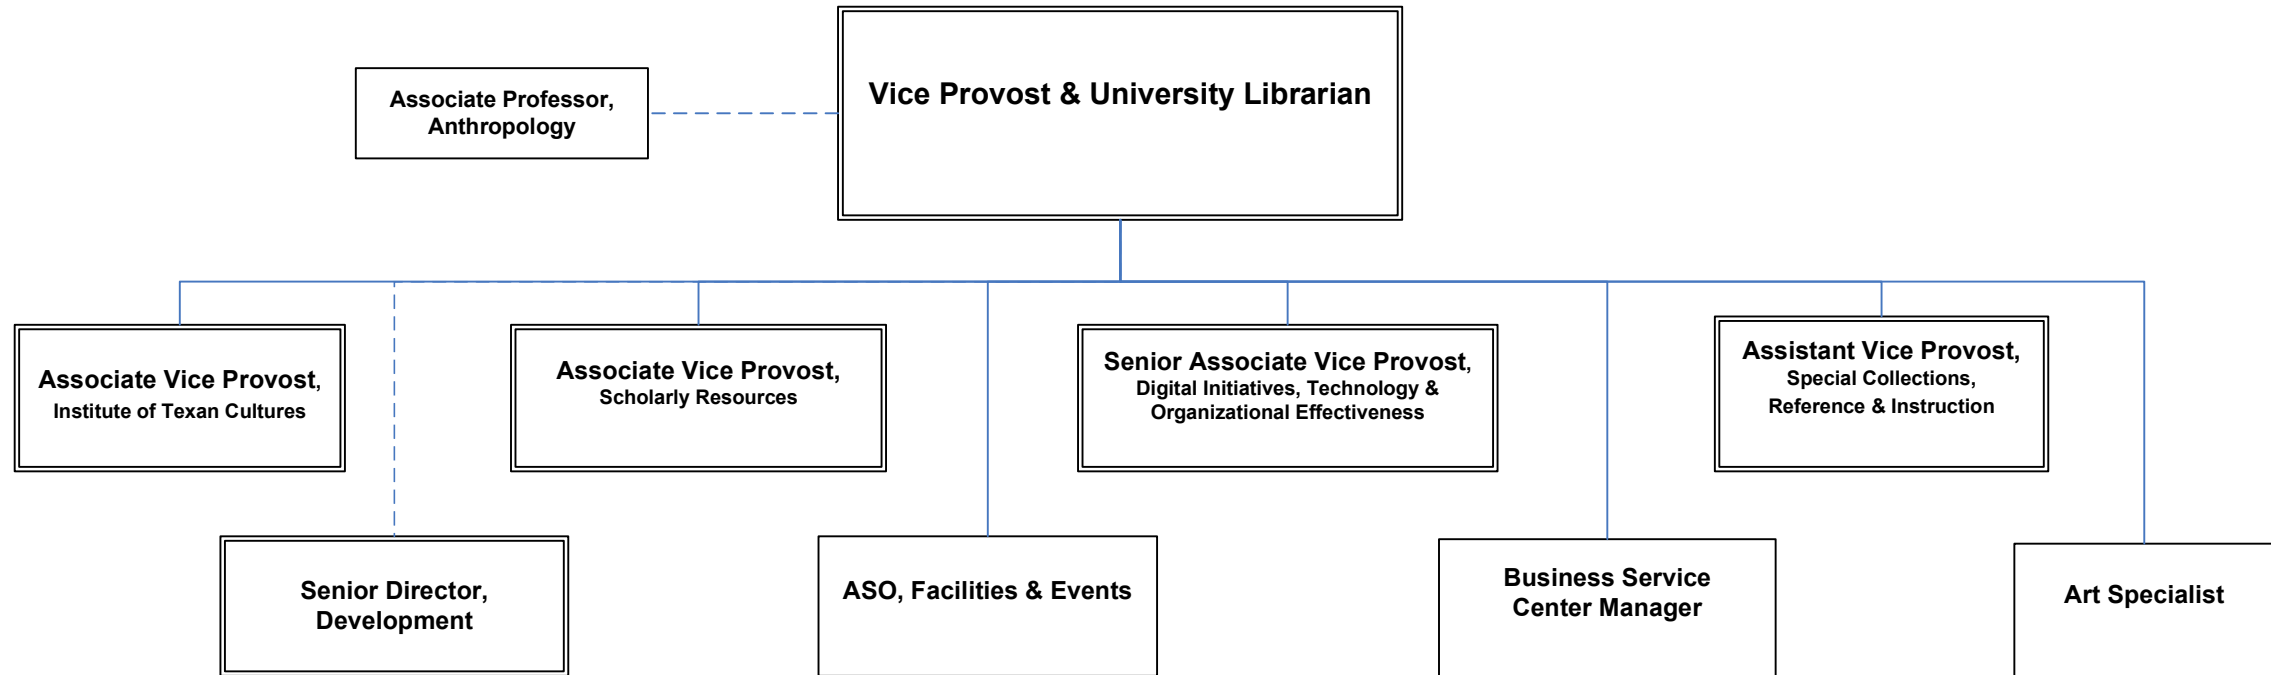 Vice Provost & University Librarian
Associate Professor,
Anthropology
Associate Vice Provost,
Institute of Texan Cultures
Associate Vice Provost,
Scholarly Resources
Senior Associate Vice Provost,
Digital Initiatives, Technology &
Organizational Effectiveness
Assistant Vice Provost,
Special Collections,
Reference & Instruction
Senior Director,
Development
ASO, Facilities & Events
Business Service
Center Manager
Art Specialist